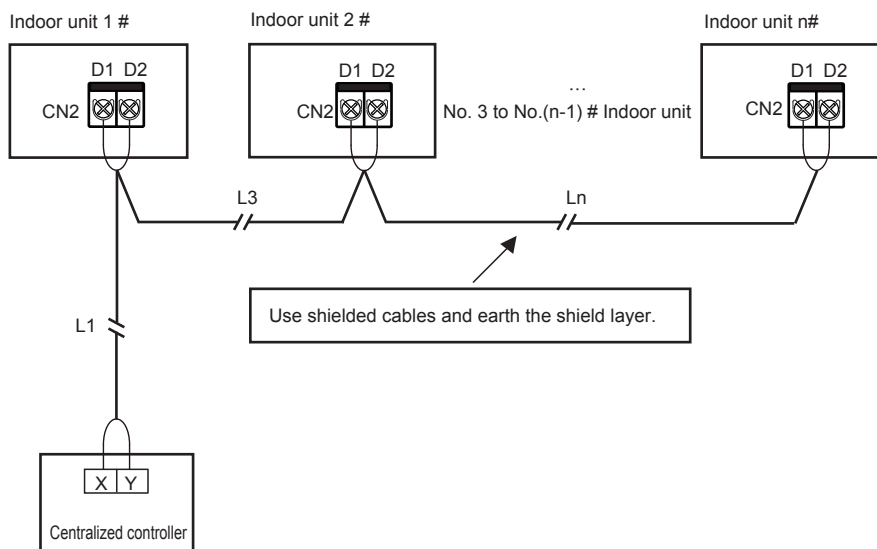 Indoor unit 1 #
Indoor unit 2 #
Indoor unit n#
D1 D2
CN2
D1 D2
CN2
...
No. 3 to No.(n-1) # Indoor unit
D1 D2
CN2
L3
Ln
Use shielded cables and earth the shield layer.
L1
X Y
Centralized controller